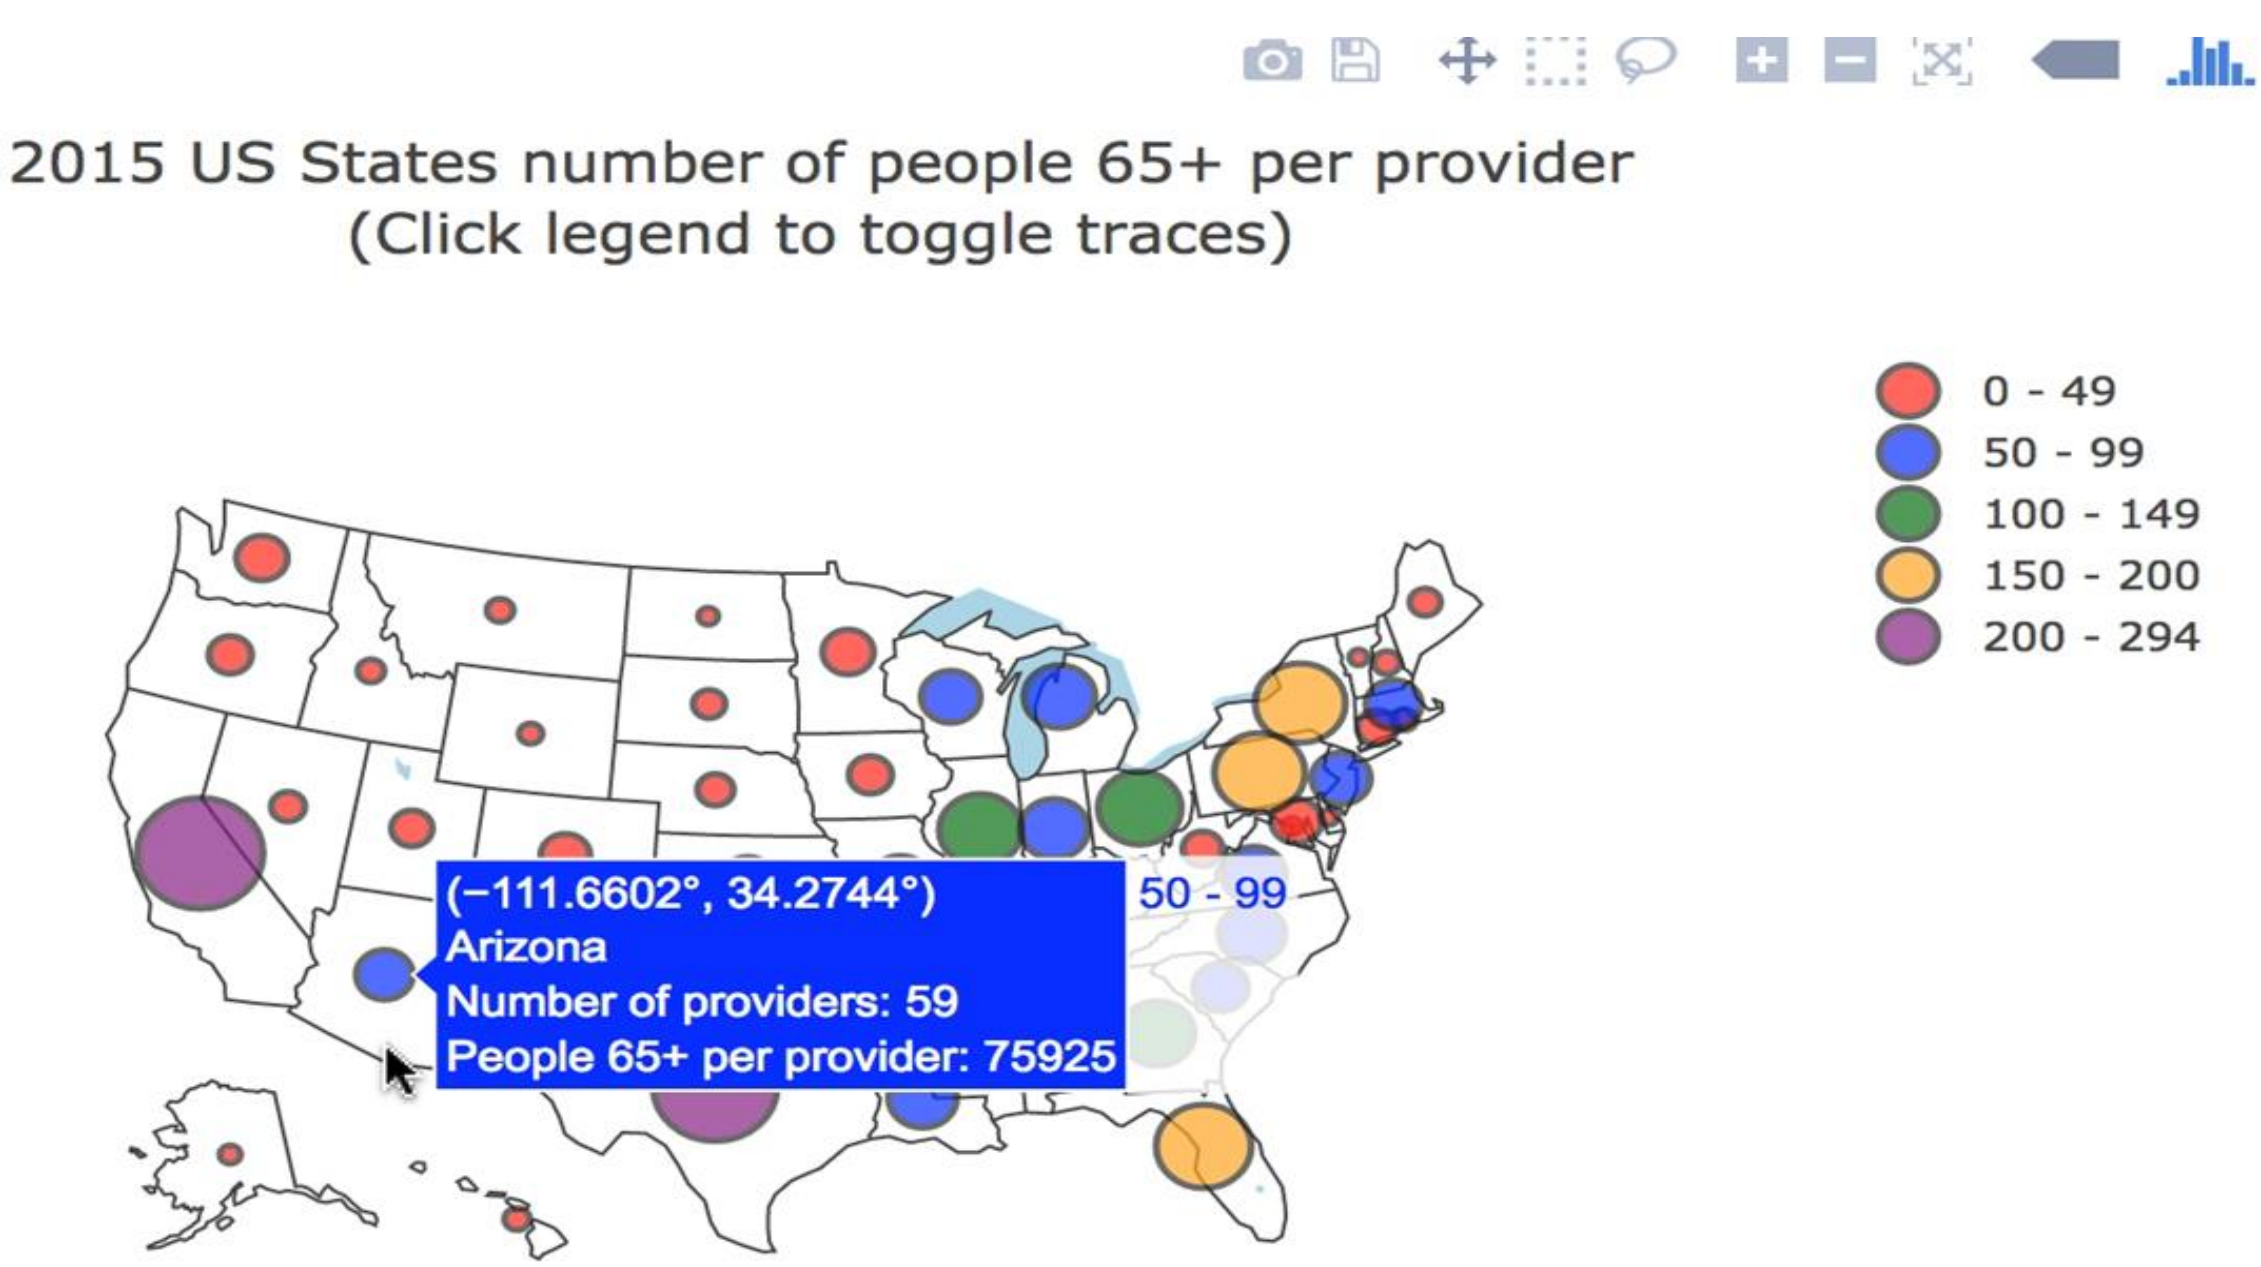 2015 US States number of people 65+ per provider
(Click legend to toggle traces)
0 - 49
50 - 99
100 - 149
150 - 200
200 - 294
(−111.6602°, 34.2744°)
50 - 99
Arizona
Number of providers: 59
People 65+ per provider: 75925